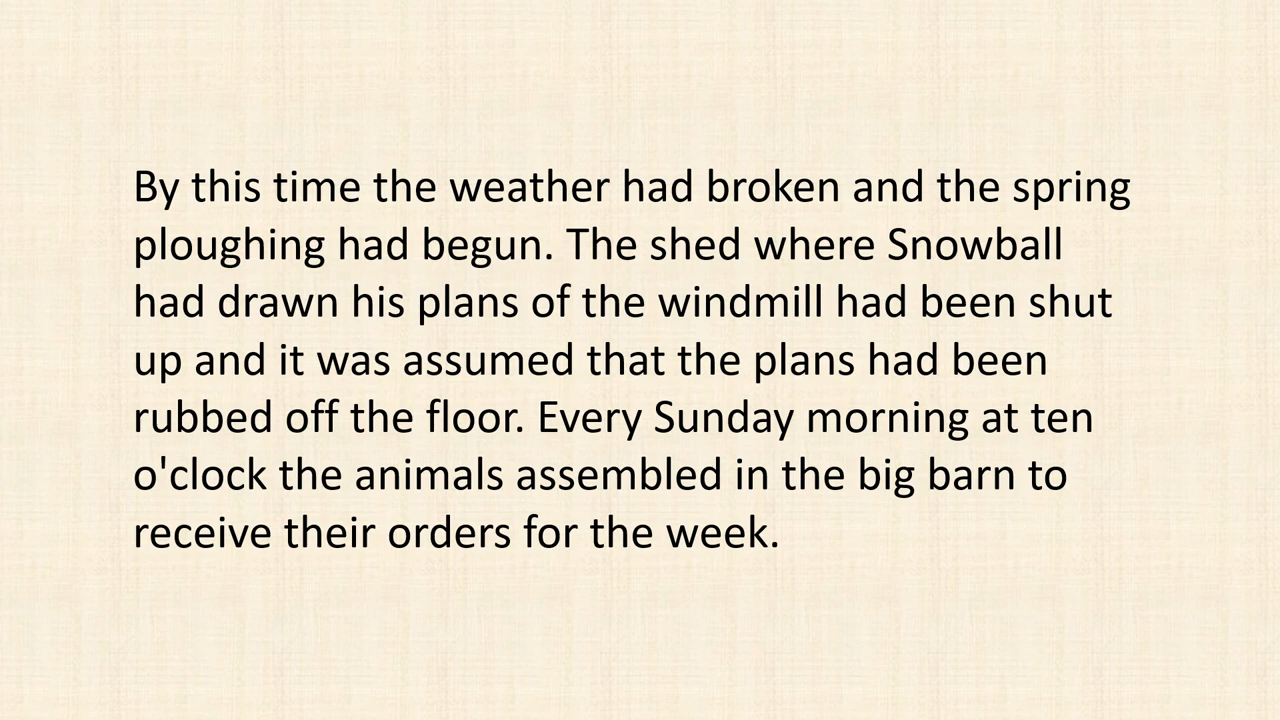 By this time the weather had broken and the spring
ploughing had begun. The shed where Snowball
had drawn his plans of the windmill had been shut
up and it was assumed that the plans had been
rubbed off the floor. Every Sunday morning at ten
o'clock the animals assembled in the big barn to
receive their orders for the week.